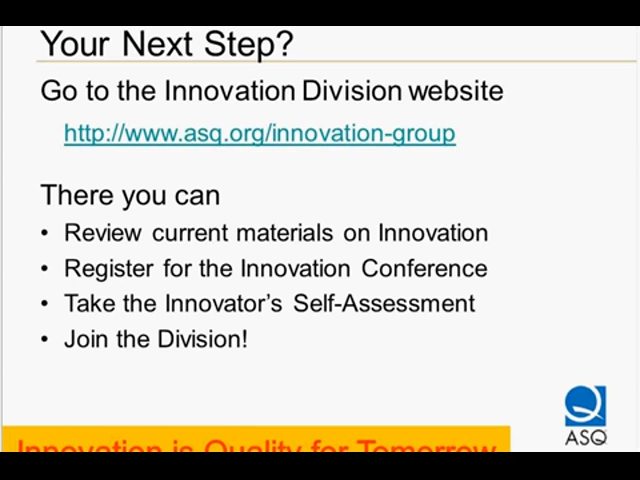 Your Next Step?
Go to the Innovation Division website
http://www.asq.org/innovation-group
There you can
• Review current materials on Innovation
• Register for the Innovation Conference
• Take the Innovator’s Self-Assessment
• Join the Division!
ASQ
Innovation is Quality for Tomorrow